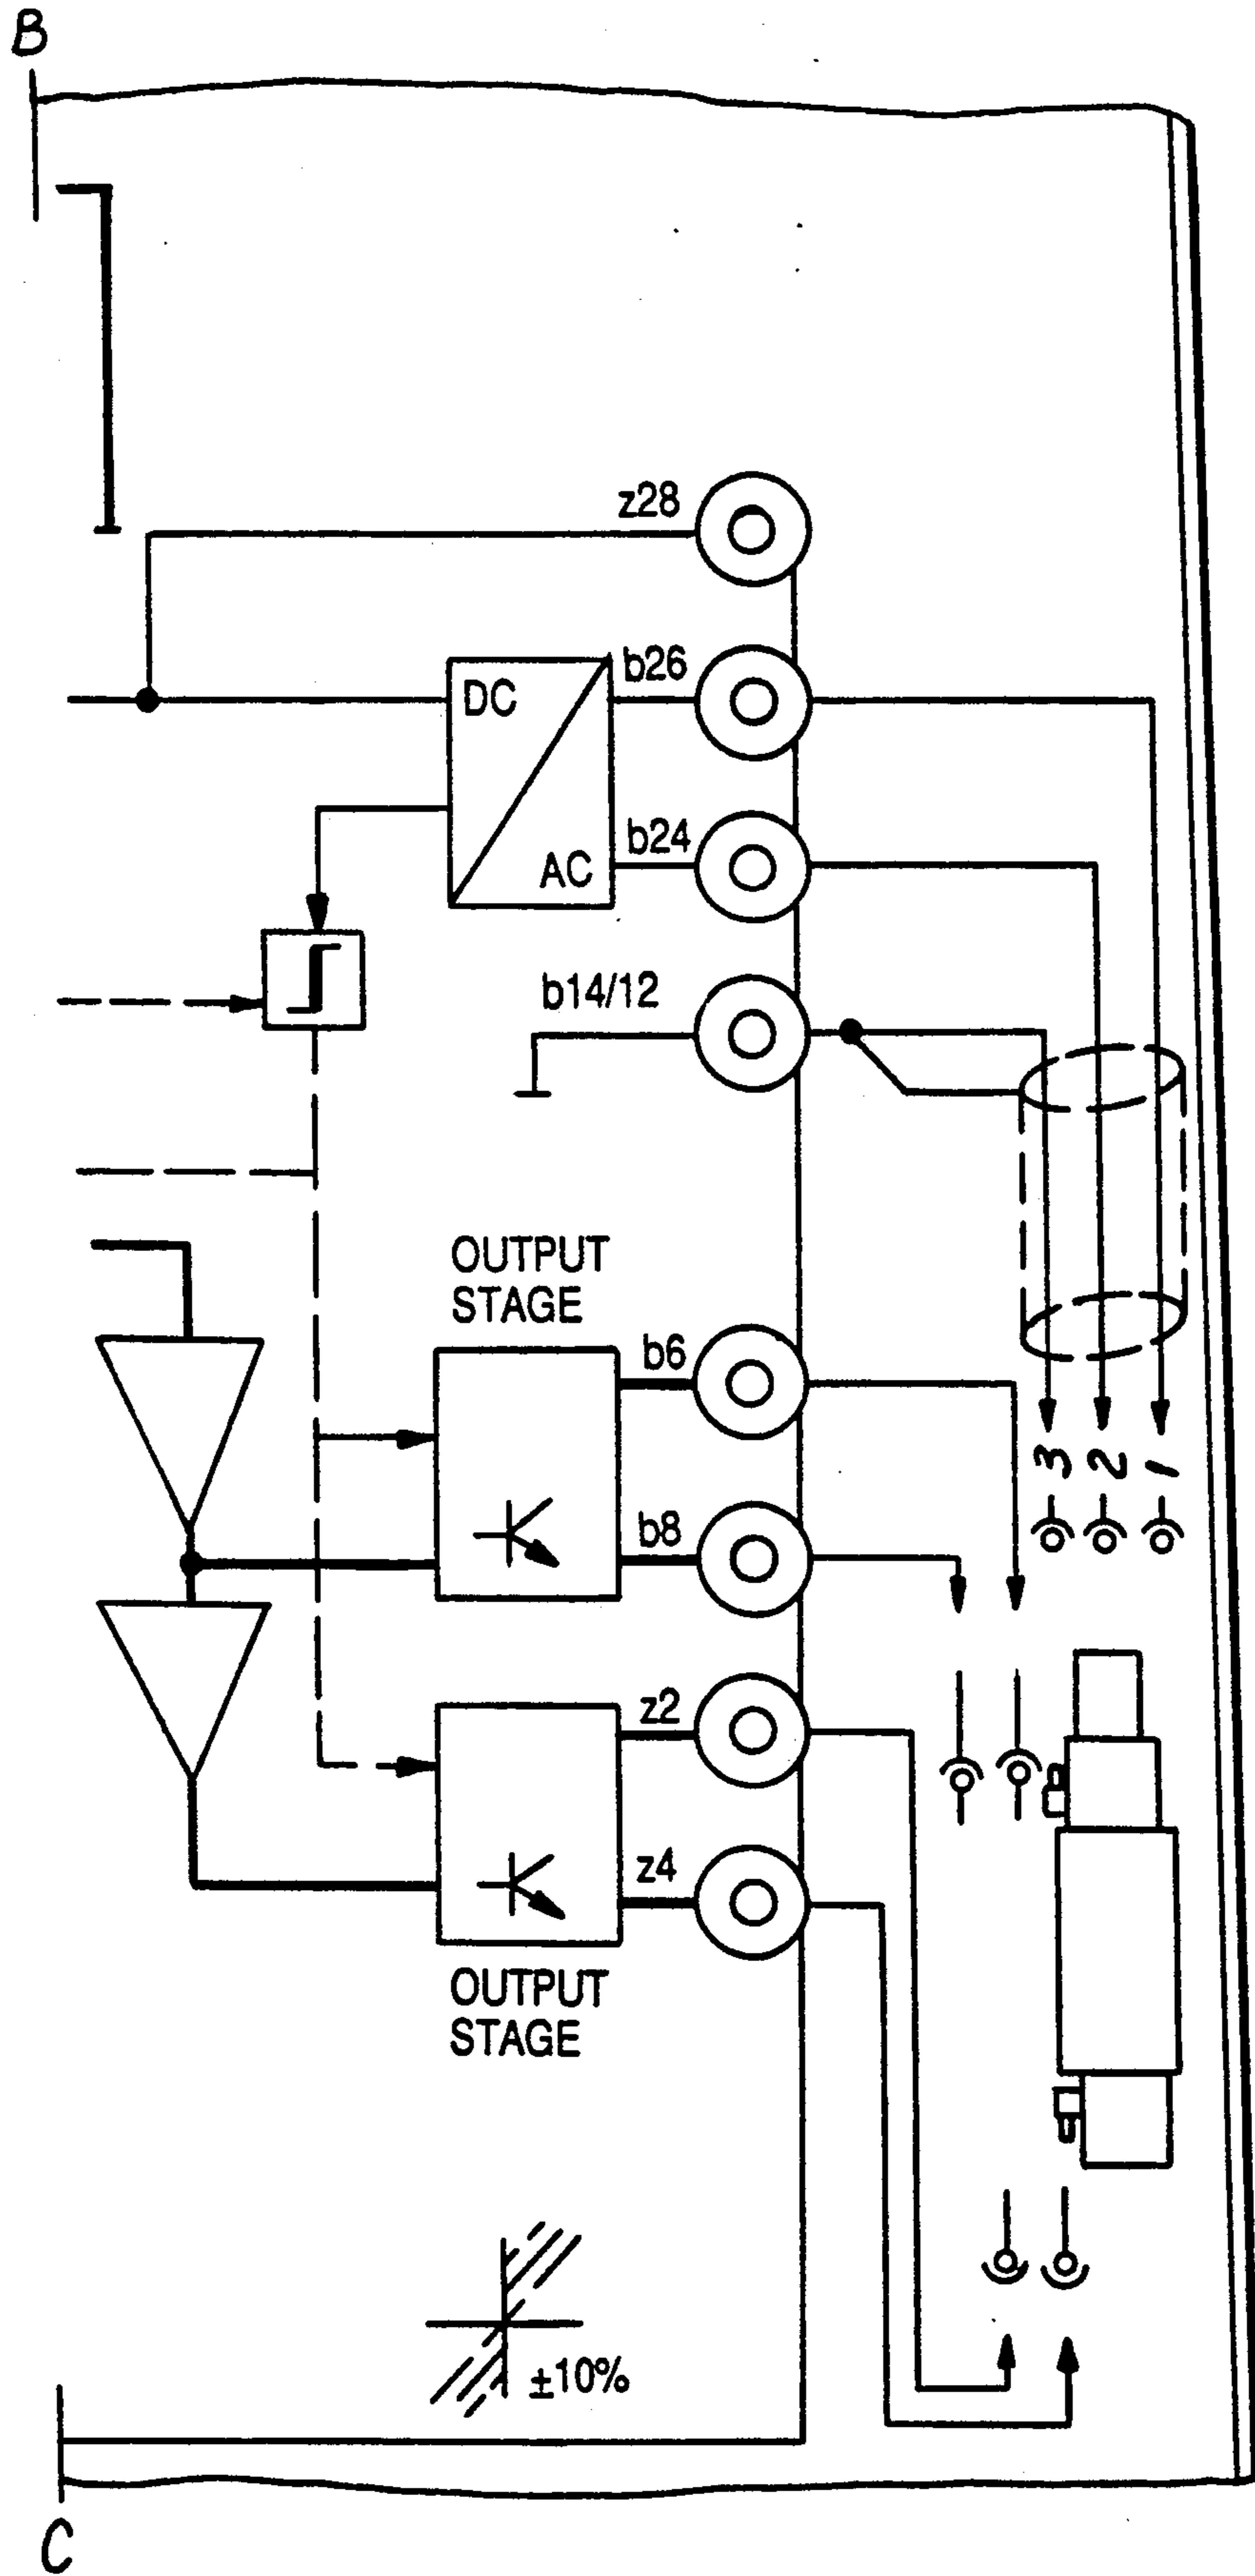 B
z28
DC
b26
AC
b24
b14/12
OUTPUT
STAGE
b6
3
2
1
b8
z2
z4
OUTPUT
STAGE
±10%
C